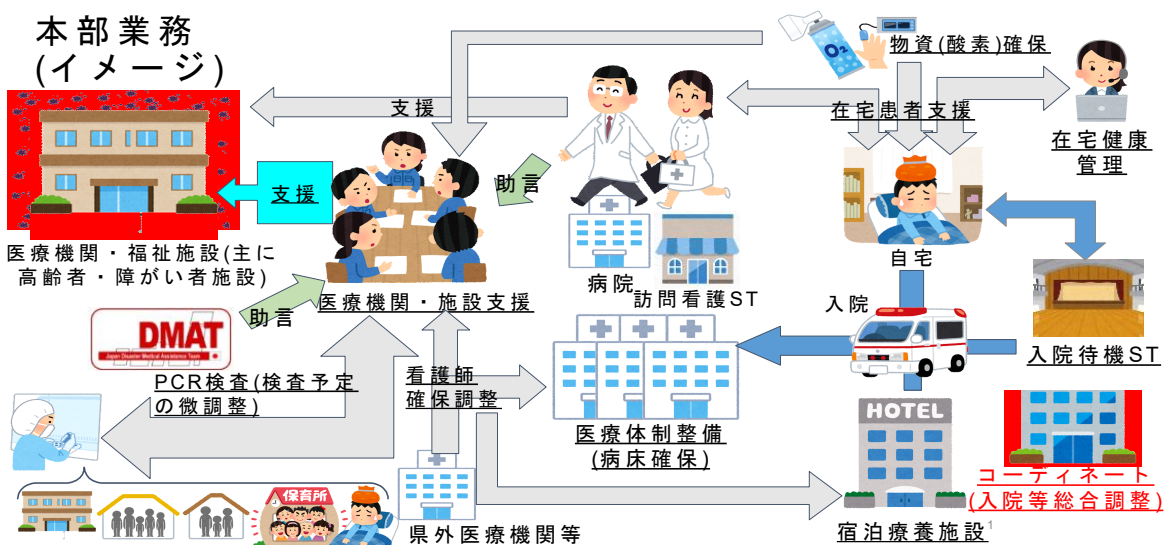 本部業務
(イメージ)
物資(酸素)確保
支援
在宅患者支援
在宅健康
管理
支援
助言
医療機関・福祉施設(主に
高齢者・障がい者施設)
病院
訪問看護ST
自宅
医療機関・施設支援
助言
DMAT
Japan Disaster Medical Assistance Team
入院
入院待機ST
PCR検査(検査予定
の微調整)
看護師
確保調整
医療体制整備
(病床確保)
HOTEL
コーディネート
(入院等総合調整)
保育所
県外医療機関等
宿泊療養施設
1
O2